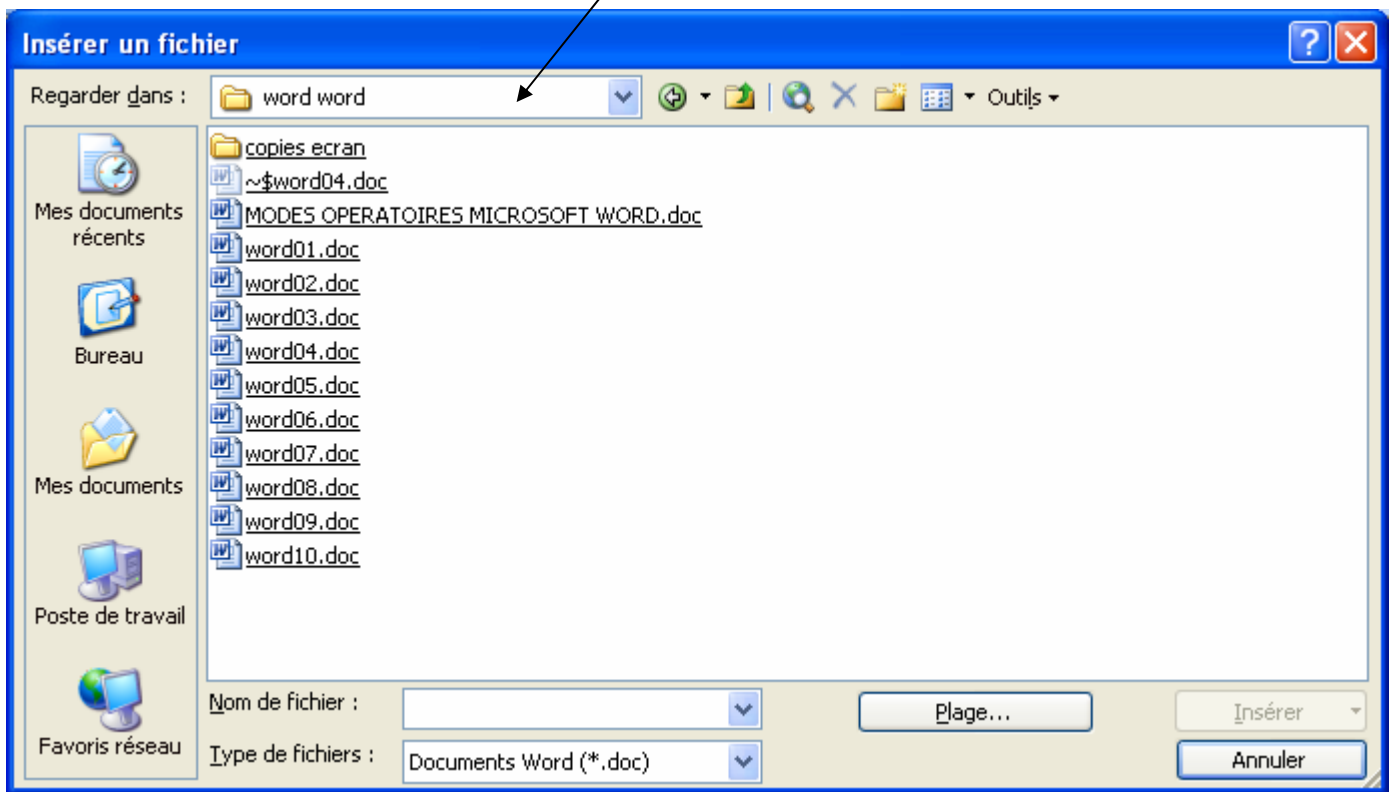 Insérer un fichier
Regarder dans :
word word
Outils
Mes documents
récents
Bureau
Mes documents
Poste de travail
Favoris réseau
copies ecran
~$word04.doc
MODES OPERATOIRES MICROSOFT WORD.doc
word01.doc
word02.doc
word03.doc
word04.doc
word05.doc
word06.doc
word07.doc
word08.doc
word09.doc
word10.doc
Nom de fichier :
Plage...
Insérer
Type de fichiers :
Documents Word (*.doc)
Annuler